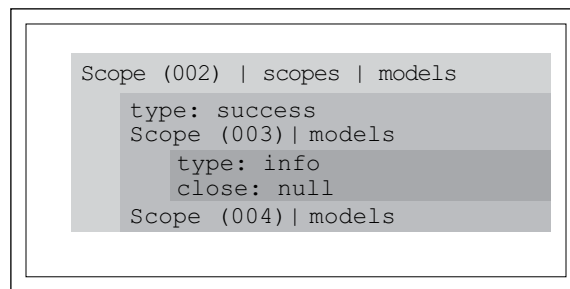 Scope (002) | scopes | models
type: success
Scope (003)| models
type: info
close: null
Scope (004)| models